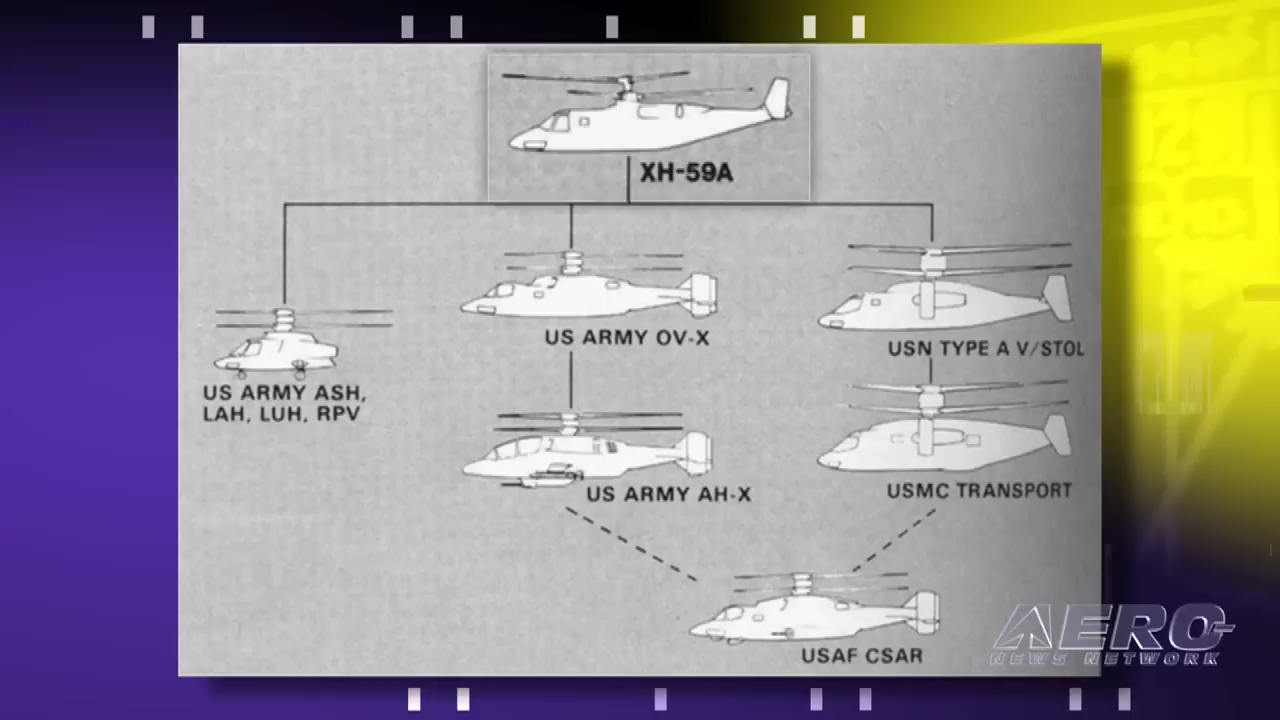 XH-59A
US ARMY OV-X
USN TYPE A V/STOL
US ARMY ASH,
LAH, LUH, RPV
US ARMY AH-X
USMC TRANSPORT
USAF CSAR
AERO-
NEWS NETWORK